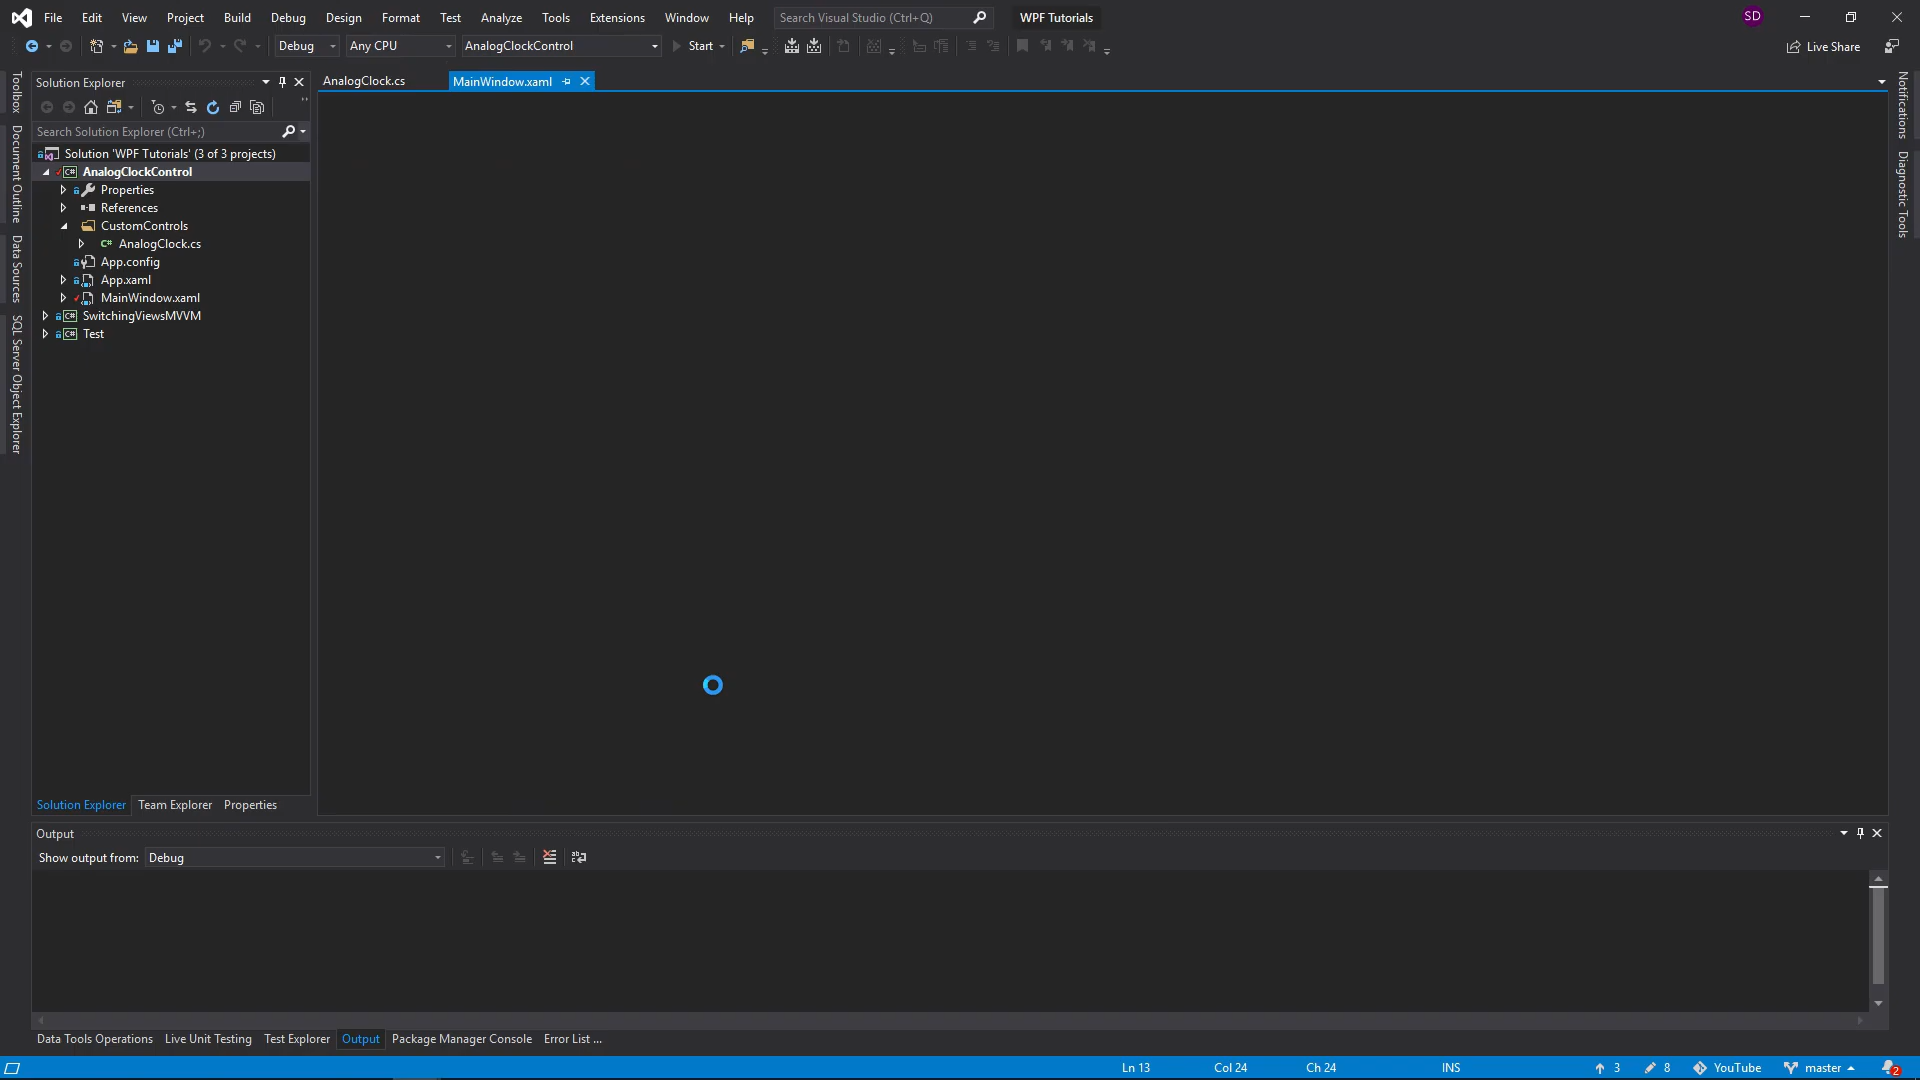 File Edit View Project Build Debug Design Format Test Analyze Tools Extensions Window Help Search Visual Studio (Ctrl+Q) WPF Tutorials SD
Debug Any CPU AnalogClockControl Start Live Share
Toolbox
Document Outline
Data Sources
SQL Server Object Explorer
Solution Explorer
Search Solution Explorer (Ctrl+;)
Solution 'WPF Tutorials' (3 of 3 projects)
C# AnalogClockControl
Properties
References
CustomControls
C# AnalogClock.cs
App.config
App.xaml
MainWindow.xaml
C# SwitchingViewsMVVM
C# Test
Solution Explorer Team Explorer Properties
AnalogClock.cs MainWindow.xaml
Notifications
Diagnostic Tools
Output
Show output from: Debug
Data Tools Operations Live Unit Testing Test Explorer Output Package Manager Console Error List ...
Ln 13 Col 24 Ch 24 INS 3 8 YouTube master 2